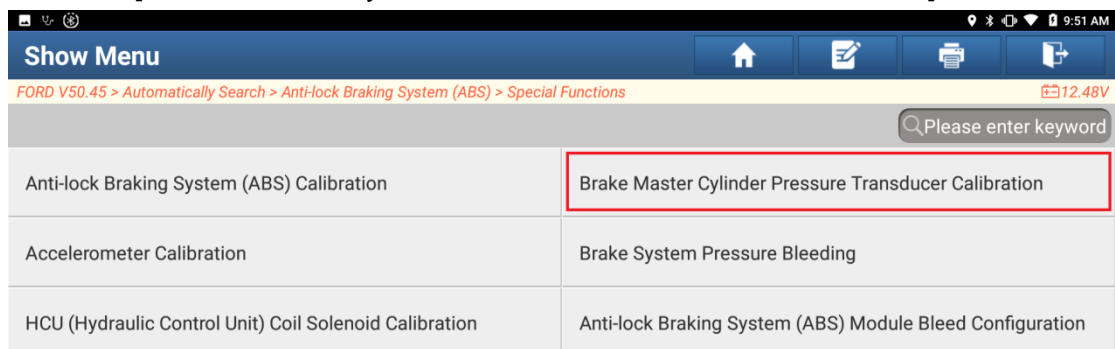 9:51 AM
Show Menu
FORD V50.45 > Automatically Search > Anti-lock Braking System (ABS) > Special Functions
12.48V
Please enter keyword
Anti-lock Braking System (ABS) Calibration
Brake Master Cylinder Pressure Transducer Calibration
Accelerometer Calibration
Brake System Pressure Bleeding
HCU (Hydraulic Control Unit) Coil Solenoid Calibration
Anti-lock Braking System (ABS) Module Bleed Configuration